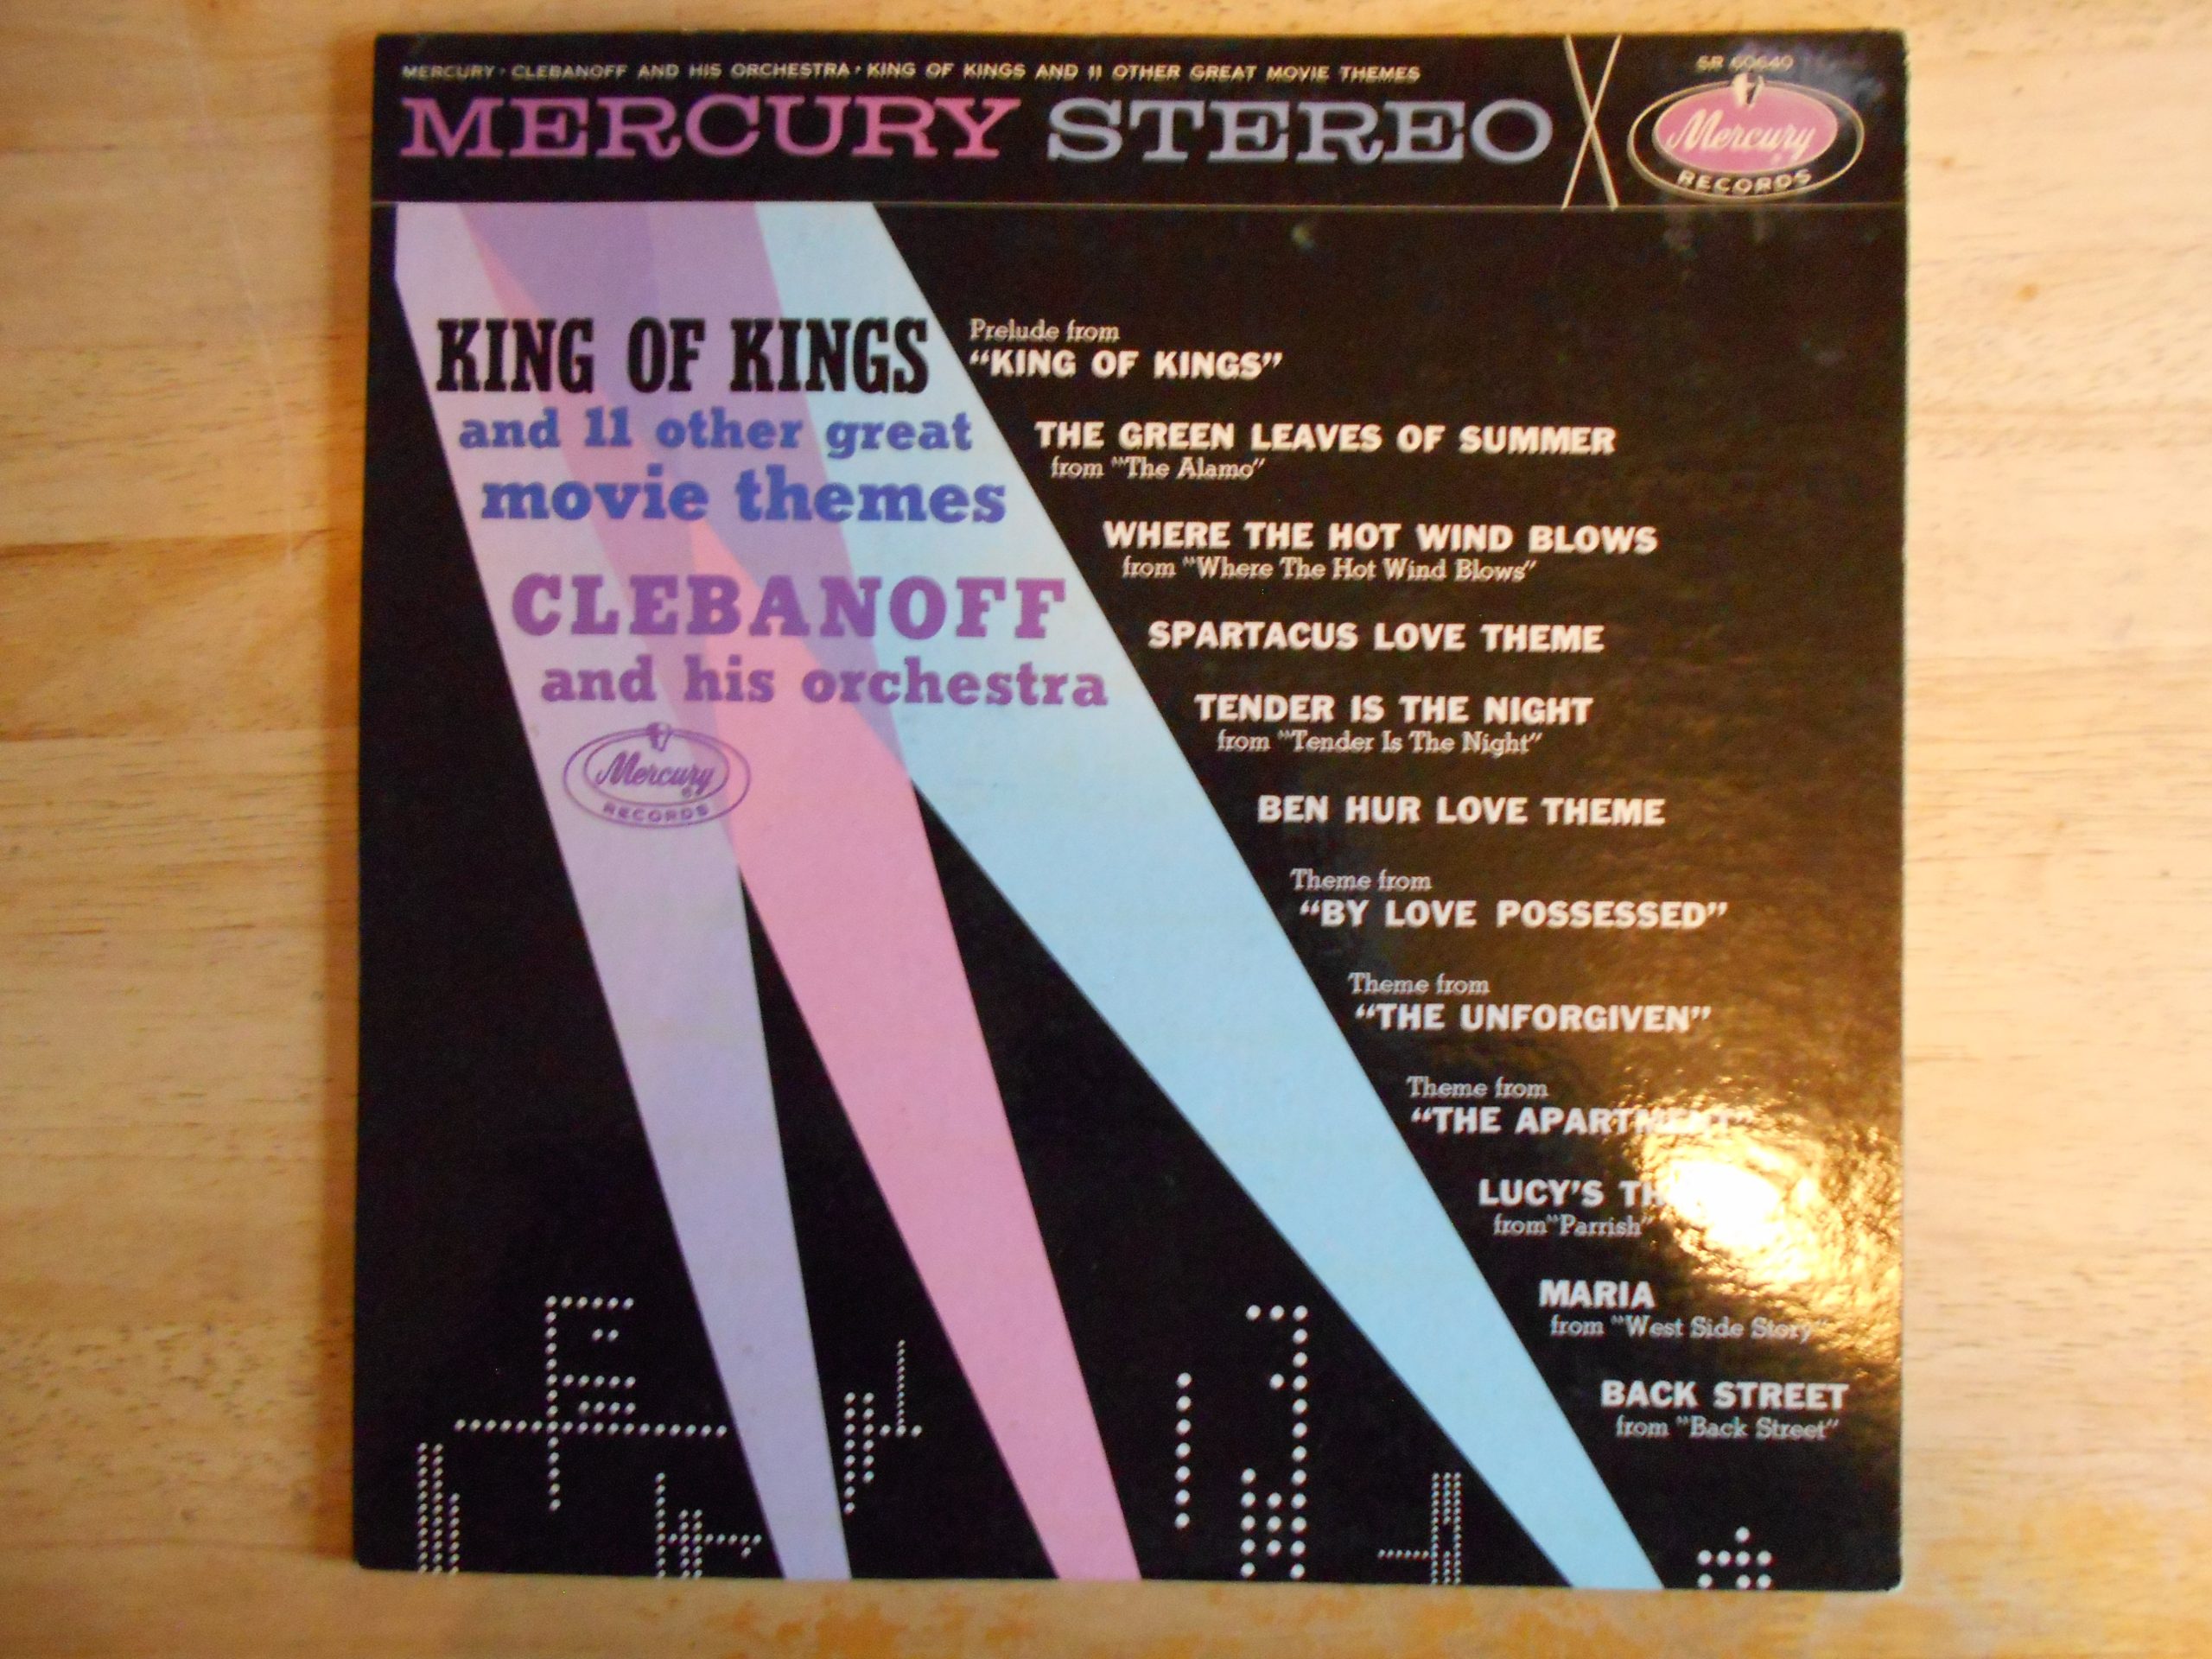 MERCURY • CLEBANOFF AND HIS ORCHESTRA • KING OF KINGS AND 11 OTHER GREAT MOVIE THEMES
SR 60640
MERCURY STEREO
Mercury
RECORDS
KING OF KINGS
and 11 other great
movie themes
CLEBANOFF
and his orchestra
Mercury
RECORDS
Prelude from
“KING OF KINGS”
THE GREEN LEAVES OF SUMMER
from "The Alamo"
WHERE THE HOT WIND BLOWS
from "Where The Hot Wind Blows"
SPARTACUS LOVE THEME
TENDER IS THE NIGHT
from "Tender Is The Night"
BEN HUR LOVE THEME
Theme from
“BY LOVE POSSESSED”
Theme from
“THE UNFORGIVEN”
Theme from
“THE APARTMENT”
LUCY'S
from "Parrish"
MARIA
from "West Side Story"
BACK STREET
from "Back Street"